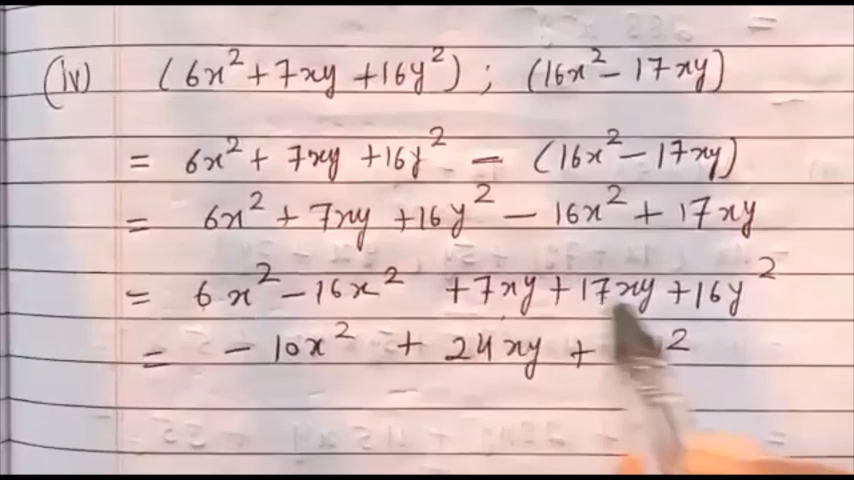 (iv) (6x² + 7xy + 16y²) ; (16x² - 17xy)
= 6x² + 7xy + 16y² - (16x² - 17xy)
= 6x² + 7xy + 16y² - 16x² + 17xy
= 6x² - 16x² + 7xy + 17xy + 16y²
= - 10x² + 24xy + ²